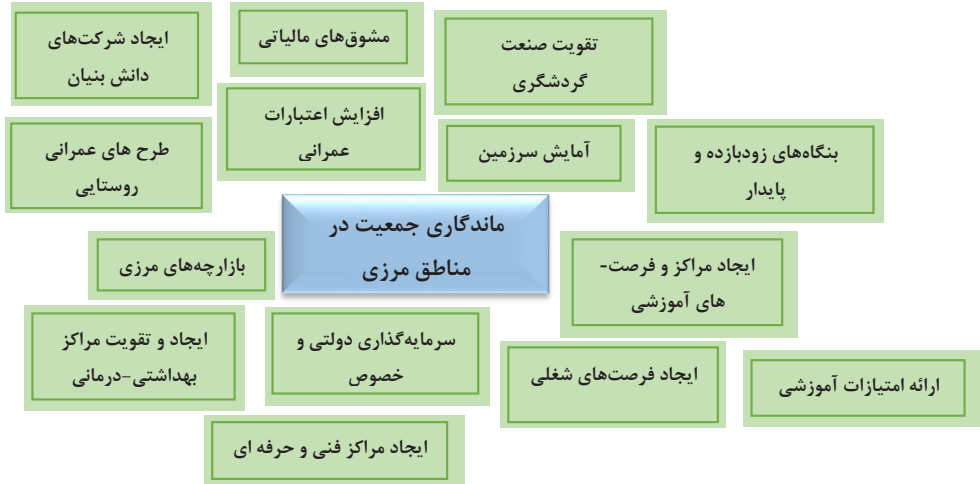 تقویت صنعت
گردشگری
مشوق‌های مالیاتی
ایجاد شرکت‌های
دانش بنیان
افزایش اعتبارات
عمرانی
بنگاه‌های زودبازده و
پایدار
آمایش سرزمین
طرح های عمرانی
روستایی
ماندگاری جمعیت در
مناطق مرزی
ایجاد مراکز و فرصت-
های آموزشی
بازارچه‌های مرزی
سرمایه‌گذاری دولتی و
خصوص
ایجاد و تقویت مراکز
بهداشتی-درمانی
ارائه امتیازات آموزشی
ایجاد فرصت‌های شغلی
ایجاد مراکز فنی و حرفه ای